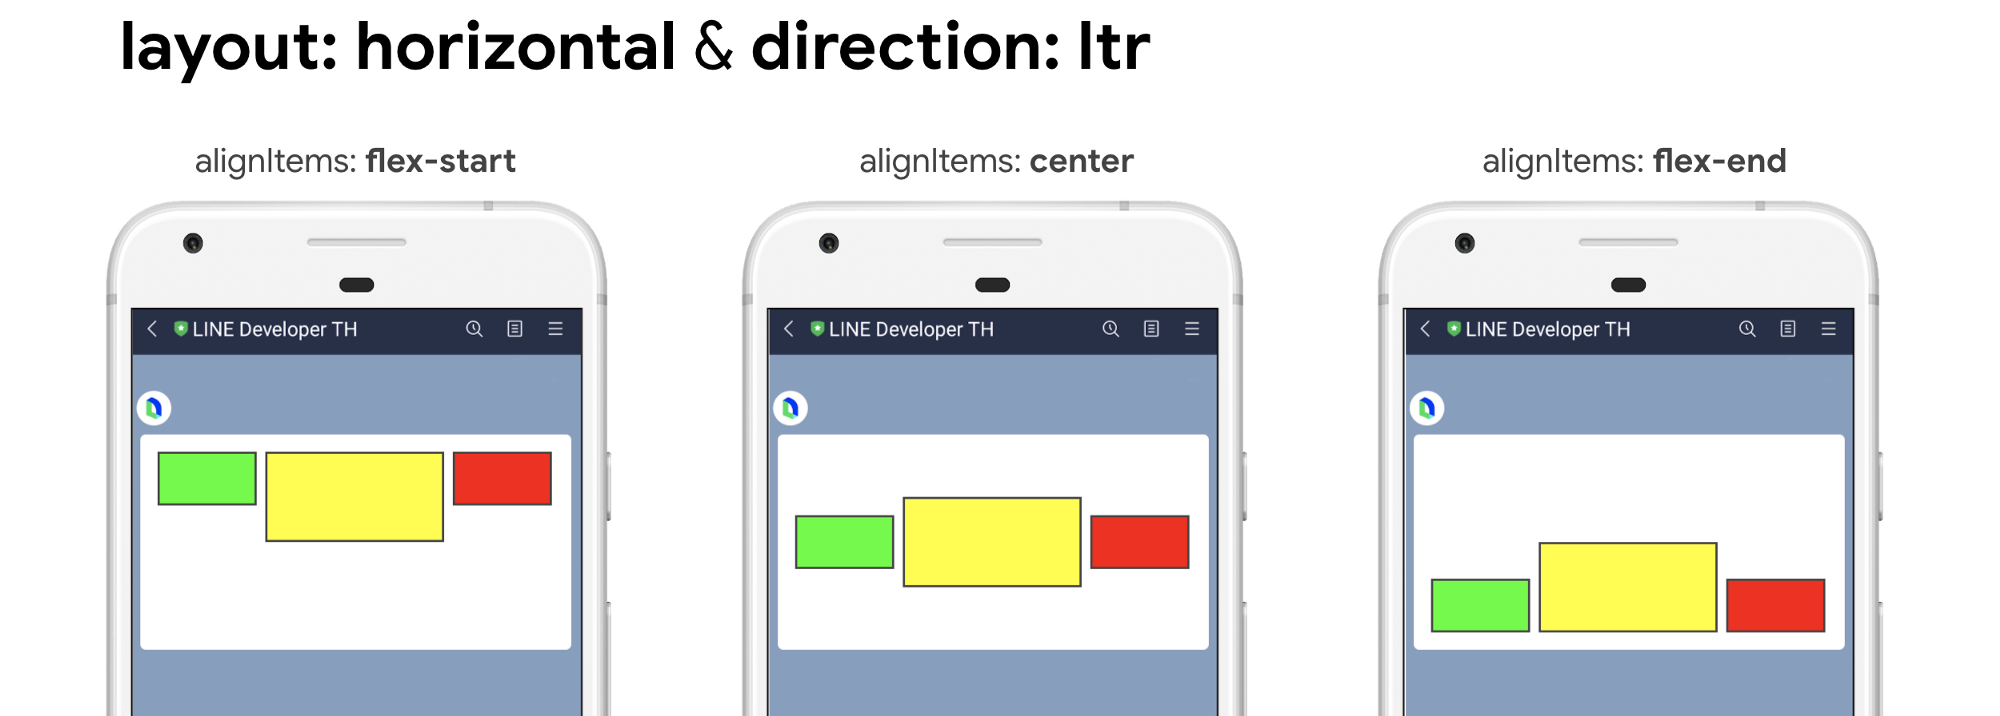 layout: horizontal & direction: ltr
alignItems: flex-start
alignItems: center
alignItems: flex-end
LINE Developer TH
LINE Developer TH
LINE Developer TH